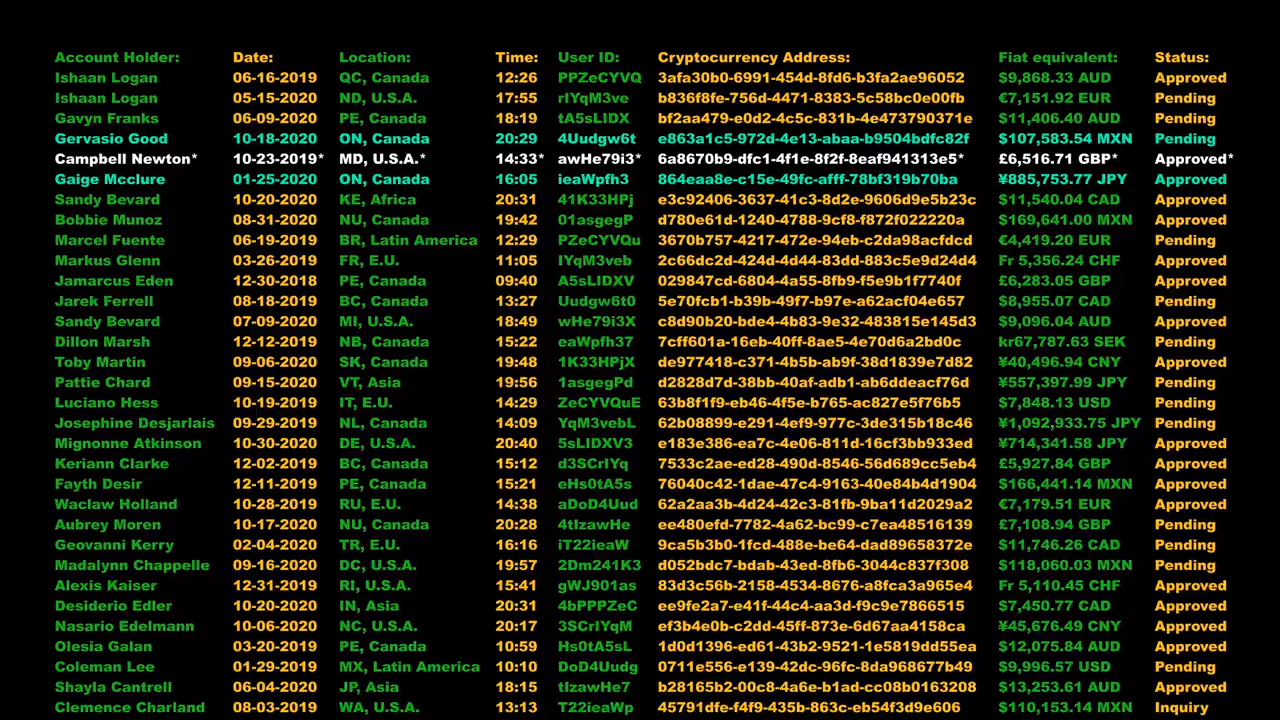 Account Holder: Date: Location: Time: User ID: Cryptocurrency Address: Fiat equivalent: Status:
Ishaan Logan 06-16-2019 QC, Canada 12:26 PPZeCYVQ 3afa30b0-6991-454d-8fd6-b3fa2ae96052 $9,868.33 AUD Approved
Ishaan Logan 05-15-2020 ND, U.S.A. 17:55 rIYqM3ve b836f8fe-756d-4471-8383-5c58bc0e00fb €7,151.92 EUR Pending
Gavyn Franks 06-09-2020 PE, Canada 18:19 tA5sLIDX bf2aa479-e0d2-4c5c-831b-4e473790371e $11,406.40 AUD Pending
Gervasio Good 10-18-2020 ON, Canada 20:29 4Uudgw6t e863a1c5-972d-4e13-abaa-b9504bdfc82f $107,583.54 MXN Pending
Campbell Newton* 10-23-2019* MD, U.S.A.* 14:33* awHe79i3* 6a8670b9-dfc1-4f1e-8f2f-8eaf941313e5* £6,516.71 GBP* Approved*
Gaige Mcclure 01-25-2020 ON, Canada 16:05 ieaWpfh3 864eaa8e-c15e-49fc-afff-78bf319b70ba ¥885,753.77 JPY Approved
Sandy Bevard 10-20-2020 KE, Africa 20:31 41K33HPj e3c92406-3637-41c3-8d2e-9606d9e5b23c $11,540.04 CAD Approved
Bobbie Munoz 08-31-2020 NU, Canada 19:42 01asgegP d780e61d-1240-4788-9cf8-f872f022220a $169,641.00 MXN Pending
Marcel Fuente 06-19-2019 BR, Latin America 12:29 PZeCYVQu 3670b757-4217-472e-94eb-c2da98acfdcd €4,419.20 EUR Pending
Markus Glenn 03-26-2019 FR, E.U. 11:05 IYqM3veb 2c66dc2d-424d-4d44-83dd-883c5e9d24d4 Fr 5,356.24 CHF Approved
Jamarcus Eden 12-30-2018 PE, Canada 09:40 A5sLIDXV 029847cd-6804-4a55-8fb9-f5e9b1f7740f £6,283.05 GBP Approved
Jarek Ferrell 08-18-2019 BC, Canada 13:27 Uudgw6t0 5e70fcb1-b39b-49f7-b97e-a62acf04e657 $8,955.07 CAD Pending
Sandy Bevard 07-09-2020 MI, U.S.A. 18:49 wHe79i3X c8d90b20-bde4-4b83-9e32-483815e145d3 $9,096.04 AUD Approved
Dillon Marsh 12-12-2019 NB, Canada 15:22 eaWpfh37 7cff601a-16eb-40ff-8ae5-4e70d6a2bd0c kr67,787.63 SEK Pending
Toby Martin 09-06-2020 SK, Canada 19:48 1K33HPjX de977418-c371-4b5b-ab9f-38d1839e7d82 ¥40,496.94 CNY Approved
Pattie Chard 09-15-2020 VT, Asia 19:56 1asgegPd d2828d7d-38bb-40af-adb1-ab6ddeacf76d ¥557,397.99 JPY Pending
Luciano Hess 10-19-2019 IT, E.U. 14:29 ZeCYVQuE 63b8f1f9-eb46-4f5e-b765-ac827e5f76b5 $7,848.13 USD Pending
Josephine Desjarlais 09-29-2019 NL, Canada 14:09 YqM3vebL 62b08899-e291-4ef9-977c-3de315b18c46 ¥1,092,933.75 JPY Pending
Mignonne Atkinson 10-30-2020 DE, U.S.A. 20:40 5sLIDXV3 e183e386-ea7c-4e06-811d-16cf3bb933ed ¥714,341.58 JPY Approved
Keriann Clarke 12-02-2019 BC, Canada 15:12 d3SCrIYq 7533c2ae-ed28-490d-8546-56d689cc5eb4 £5,927.84 GBP Approved
Fayth Desir 12-11-2019 PE, Canada 15:21 eHs0tA5s 76040c42-1dae-47c4-9163-40e84b4d1904 $166,441.14 MXN Approved
Waclaw Holland 10-28-2019 RU, E.U. 14:38 aDoD4Uud 62a2aa3b-4d24-42c3-81fb-9ba11d2029a2 €7,179.51 EUR Approved
Aubrey Moren 10-17-2020 NU, Canada 20:28 4tIzawHe ee480efd-7782-4a62-bc99-c7ea48516139 £7,108.94 GBP Pending
Geovanni Kerry 02-04-2020 TR, E.U. 16:16 iT22ieaW 9ca5b3b0-1fcd-488e-be64-dad89658372e $11,746.26 CAD Pending
Madalynn Chappelle 09-16-2020 DC, U.S.A. 19:57 2Dm241K3 d052bdc7-bdab-43ed-8fb6-3044c837f308 $118,060.03 MXN Pending
Alexis Kaiser 12-31-2019 RI, U.S.A. 15:41 gWJ901as 83d3c56b-2158-4534-8676-a8fca3a965e4 Fr 5,110.45 CHF Approved
Desiderio Edler 10-20-2020 IN, Asia 20:31 4bPPPZeC ee9fe2a7-e41f-44c4-aa3d-f9c9e7866515 $7,450.77 CAD Approved
Nasario Edelmann 10-06-2020 NC, U.S.A. 20:17 3SCrIYqM ef3b4e0b-c2dd-45ff-873e-6d67aa4158ca ¥45,676.49 CNY Approved
Olesia Galan 03-20-2019 PE, Canada 10:59 Hs0tA5sL 1d0d1396-ed61-43b2-9521-1e5819dd55ea $12,075.84 AUD Approved
Coleman Lee 01-29-2019 MX, Latin America 10:10 DoD4Uudg 0711e556-e139-42dc-96fc-8da968677b49 $9,996.57 USD Pending
Shayla Cantrell 06-04-2020 JP, Asia 18:15 tIzawHe7 b28165b2-00c8-4a6e-b1ad-cc08b0163208 $13,253.61 AUD Approved
Clemence Charland 08-03-2019 WA, U.S.A. 13:13 T22ieaWp 45791dfe-f4f9-435b-863c-eb54f3d9e606 $110,153.14 MXN Inquiry